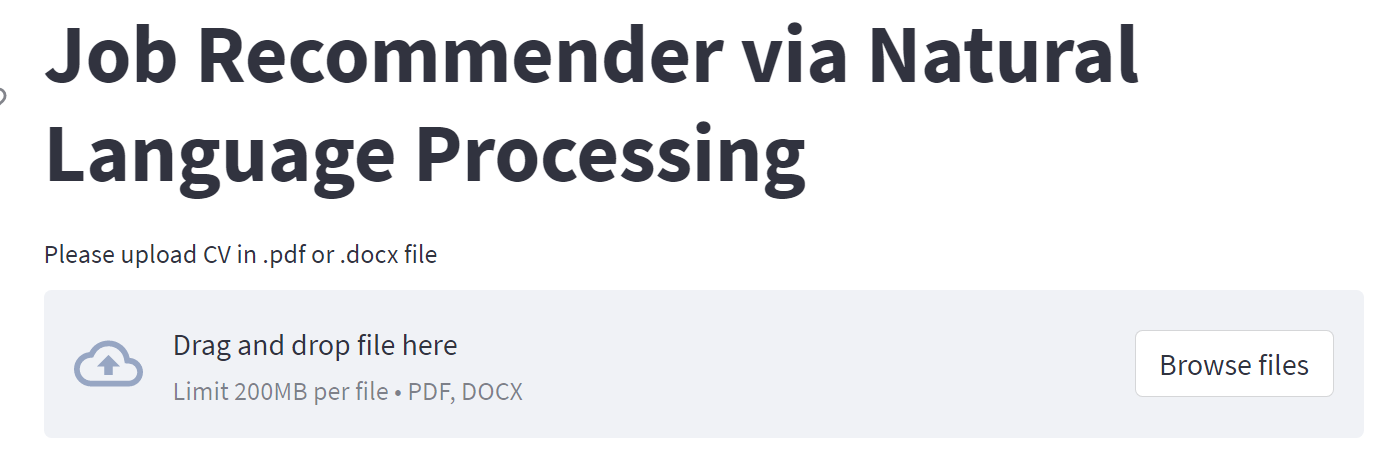 Job Recommender via Natural
Language Processing
Please upload CV in .pdf or .docx file
Drag and drop file here
Limit 200MB per file • PDF, DOCX
Browse files